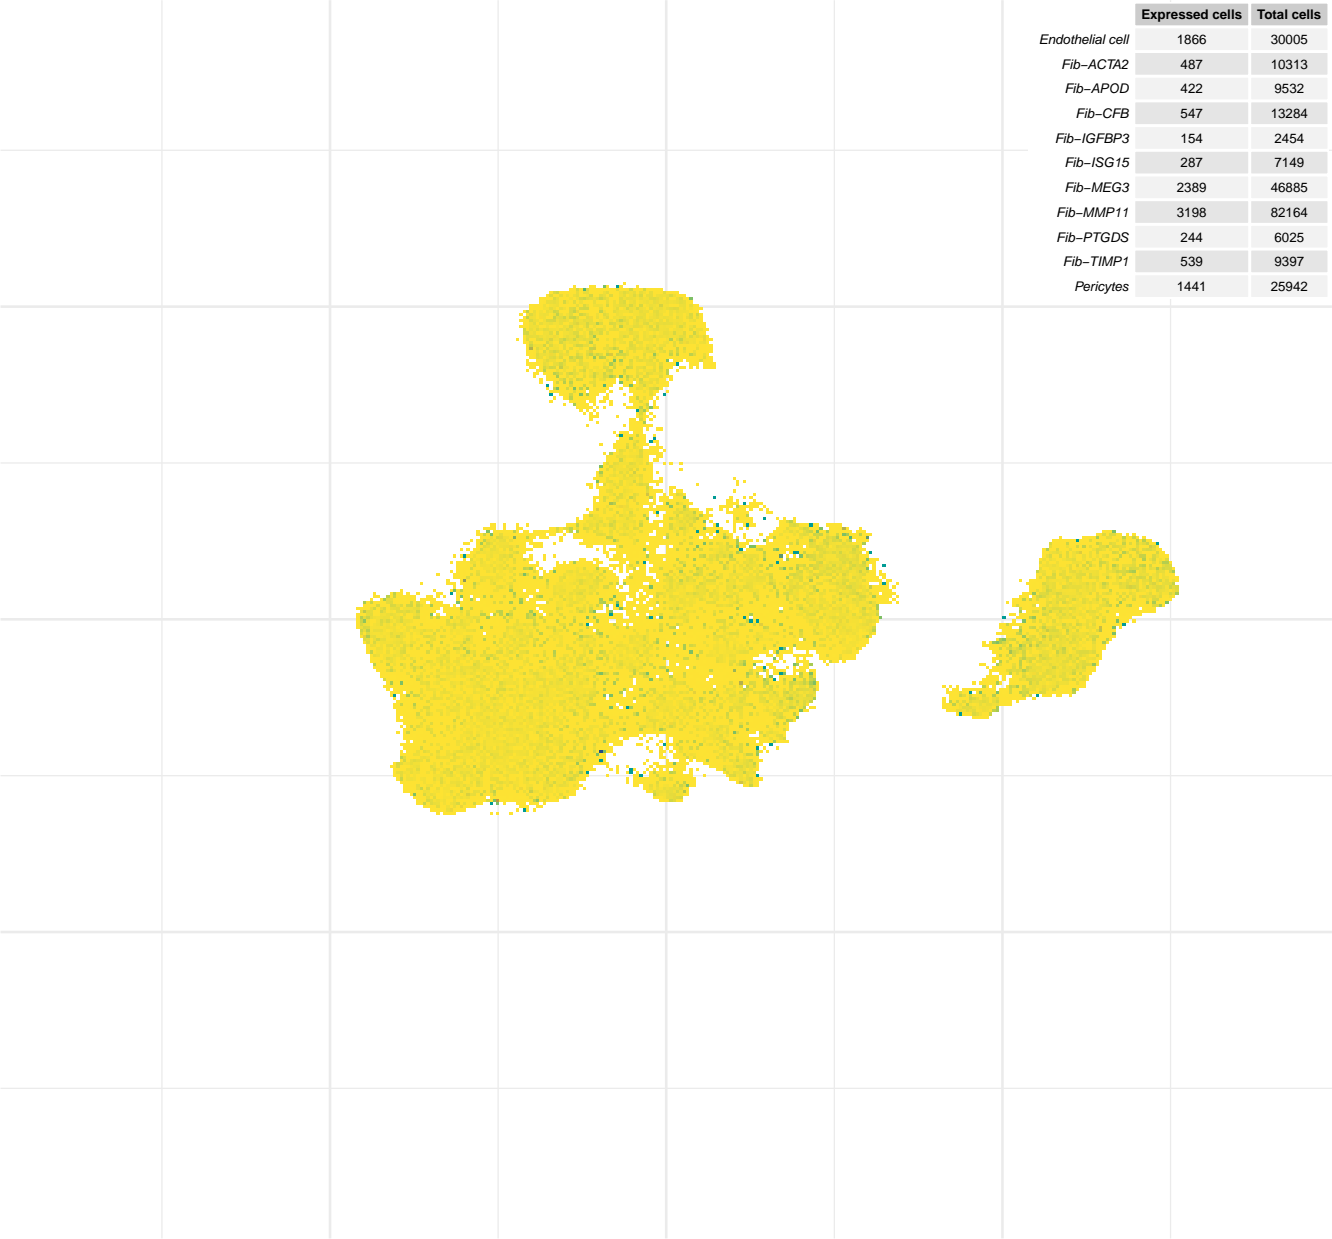 Expressed cells Total cells
Endothelial cell 1866 30005
Fib−ACTA2 487 10313
Fib−APOD 422 9532
Fib−CFB 547 13284
Fib−IGFBP3 154 2454
Fib−ISG15 287 7149
Fib−MEG3 2389 46885
Fib−MMP11 3198 82164
Fib−PTGDS 244 6025
Fib−TIMP1 539 9397
Pericytes 1441 25942